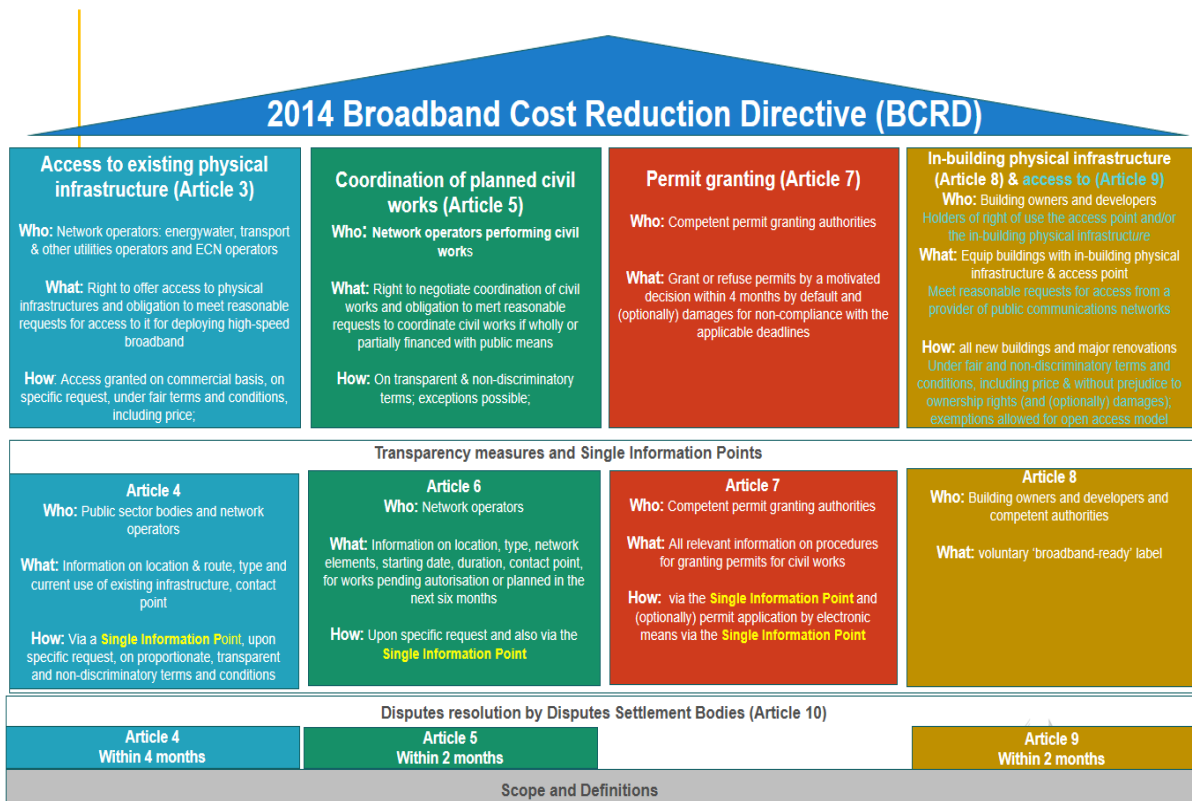 2014 Broadband Cost Reduction Directive (BCRD)
Access to existing physical
infrastructure (Article 3)
Who: Network operators: energywater, transport
& other utilities operators and ECN operators
What: Right to offer access to physical
infrastructures and obligation to meet reasonable
requests for access to it for deploying high-speed
broadband
How: Access granted on commercial basis, on
specific request, under fair terms and conditions,
including price;
Coordination of planned civil
works (Article 5)
Who: Network operators performing civil
works
What: Right to negotiate coordination of civil
works and obligation to mert reasonable
requests to coordinate civil works if wholly or
partially financed with public means
How: On transparent & non-discriminatory
terms; exceptions possible;
Permit granting (Article 7)
Who: Competent permit granting authorities
What: Grant or refuse permits by a motivated
decision within 4 months by default and
(optionally) damages for non-compliance with the
applicable deadlines
In-building physical infrastructure
(Article 8) & access to (Article 9)
Who: Building owners and developers
Holders of right of use the access point and/or
the in-building physical infrastructure
What: Equip buildings with in-building physical
infrastructure & access point
Meet reasonable requests for access from a
provider of public communications networks
How: all new buildings and major renovations
Under fair and non-discriminatory terms and
conditions, including price & without prejudice to
ownership rights (and (optionally) damages);
exemptions allowed for open access model
Transparency measures and Single Information Points
Article 4
Who: Public sector bodies and network
operators
What: Information on location & route, type and
current use of existing infrastructure, contact
point
How: Via a Single Information Point, upon
specific request, on proportionate, transparent
and non-discriminatory terms and conditions
Article 6
Who: Network operators
What: Information on location, type, network
elements, starting date, duration, contact point,
for works pending autorisation or planned in the
next six months
How: Upon specific request and also via the
Single Information Point
Article 7
Who: Competent permit granting authorities
What: All relevant information on procedures
for granting permits for civil works
How: via the Single Information Point and
(optionally) permit application by electronic
means via the Single Information Point
Article 8
Who: Building owners and developers and
competent authorities
What: voluntary ‘broadband-ready’ label
Disputes resolution by Disputes Settlement Bodies (Article 10)
Article 4
Within 4 months
Article 5
Within 2 months
Article 9
Within 2 months
Scope and Definitions